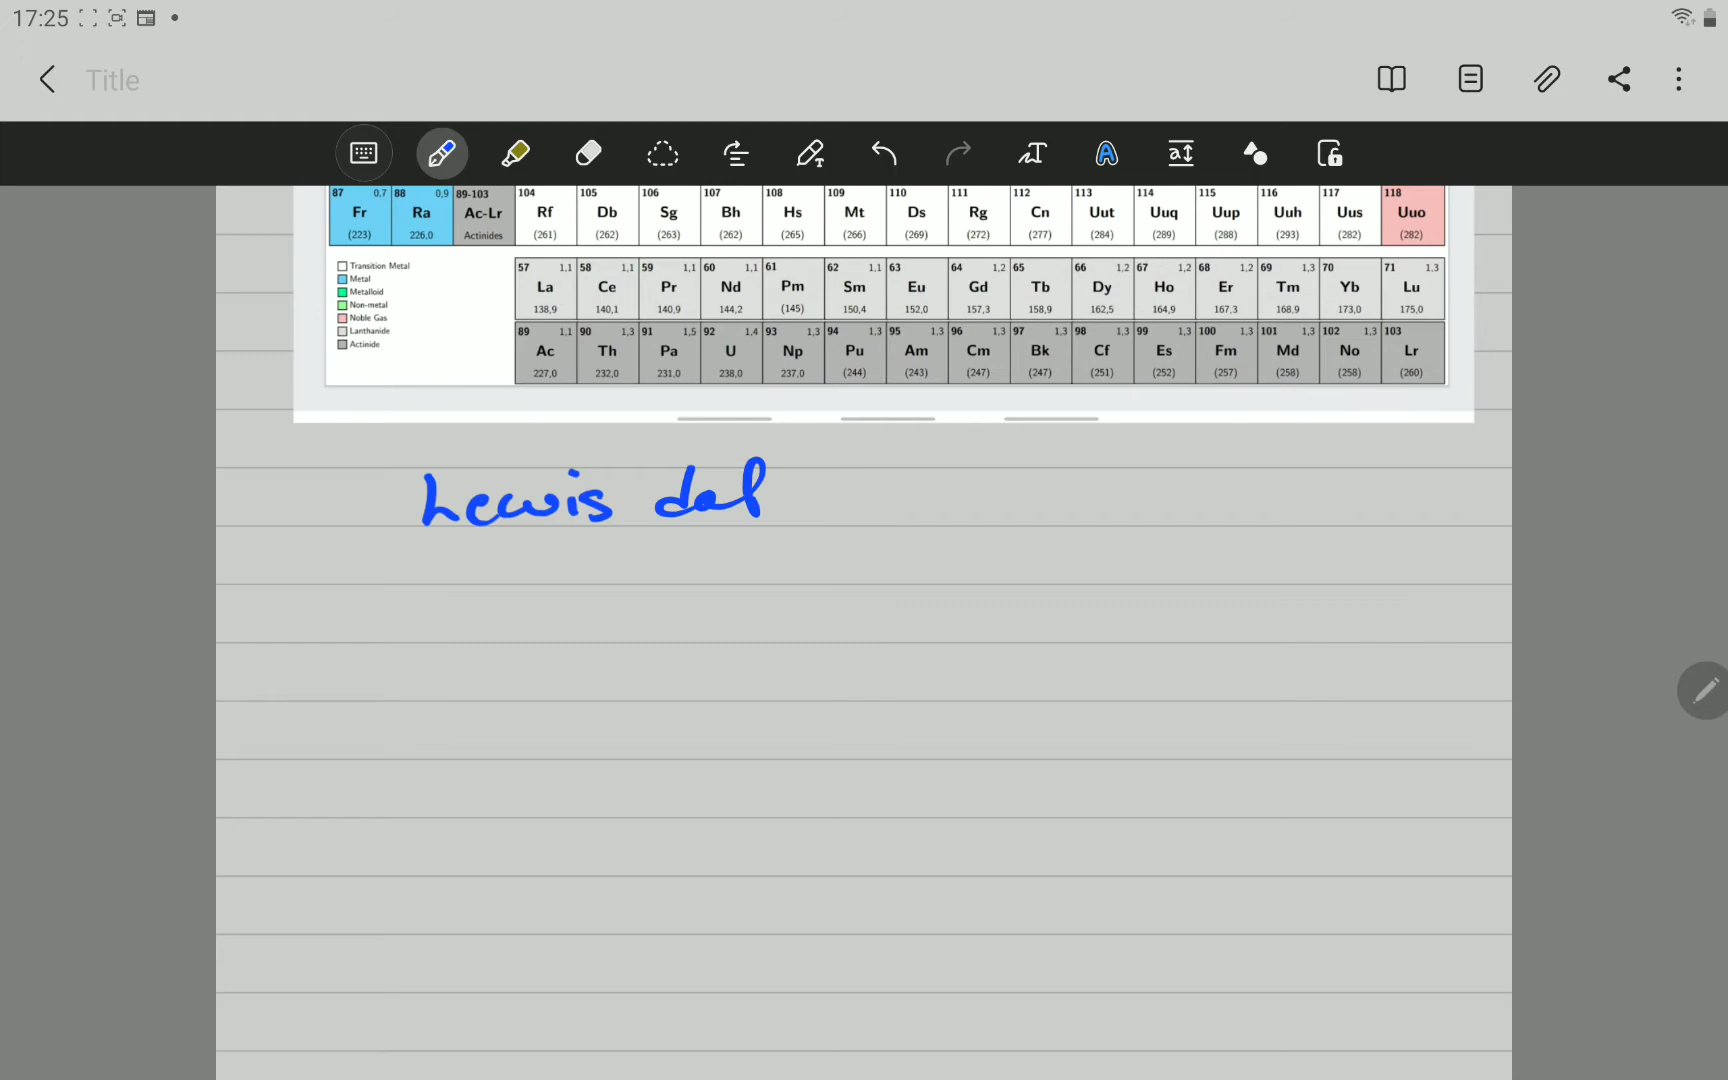 17:25
Title
87 0,7 88 0,9 89-103 104 105 106 107 108 109 110 111 112 113 114 115 116 117 118
Fr Ra Ac-Lr Rf Db Sg Bh Hs Mt Ds Rg Cn Uut Uuq Uup Uuh Uus Uuo
(223) 226,0 Actinides (261) (262) (263) (262) (265) (266) (269) (272) (277) (284) (289) (288) (293) (282) (282)
Transition Metal
Metal
Metalloid
Non-metal
Noble Gas
Lanthanide
Actinide
57 1,1 58 1,1 59 1,1 60 1,1 61 62 1,1 63 64 1,2 65 66 1,2 67 1,2 68 1,2 69 1,3 70 71 1,3
La Ce Pr Nd Pm Sm Eu Gd Tb Dy Ho Er Tm Yb Lu
138,9 140,1 140,9 144,2 (145) 150,4 152,0 157,3 158,9 162,5 164,9 167,3 168,9 173,0 175,0
89 1,1 90 1,3 91 1,5 92 1,4 93 1,3 94 1,3 95 1,3 96 1,3 97 1,3 98 1,3 99 1,3 100 1,3 101 1,3 102 1,3 103
Ac Th Pa U Np Pu Am Cm Bk Cf Es Fm Md No Lr
227,0 232,0 231,0 238,0 237,0 (244) (243) (247) (247) (251) (252) (257) (258) (258) (260)
Lewis